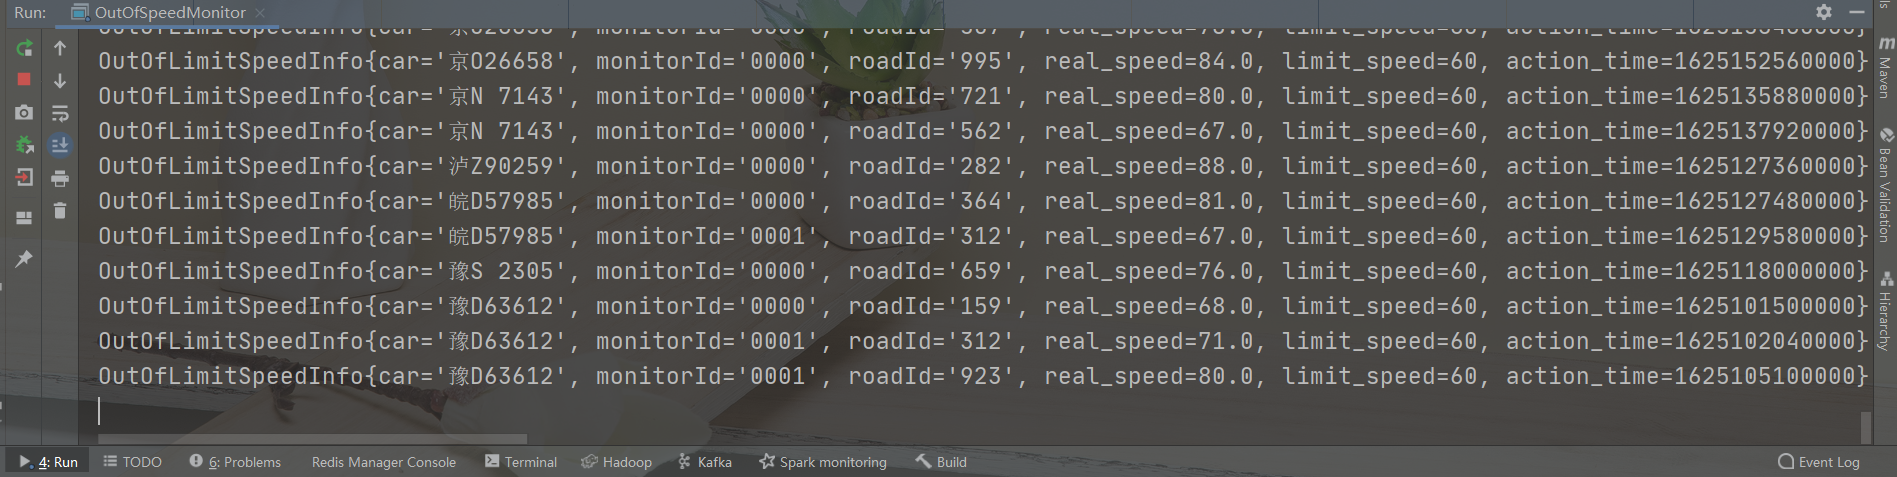 Run: OutOfSpeedMonitor
OutOfLimitSpeedInfo{car='京O26658', monitorId='0000', roadId='995', real_speed=84.0, limit_speed=60, action_time=1625152560000}
OutOfLimitSpeedInfo{car='京N 7143', monitorId='0000', roadId='721', real_speed=80.0, limit_speed=60, action_time=1625135880000}
OutOfLimitSpeedInfo{car='京N 7143', monitorId='0000', roadId='562', real_speed=67.0, limit_speed=60, action_time=1625137920000}
OutOfLimitSpeedInfo{car='泸Z90259', monitorId='0000', roadId='282', real_speed=88.0, limit_speed=60, action_time=1625127360000}
OutOfLimitSpeedInfo{car='皖D57985', monitorId='0000', roadId='364', real_speed=81.0, limit_speed=60, action_time=1625127480000}
OutOfLimitSpeedInfo{car='皖D57985', monitorId='0001', roadId='312', real_speed=67.0, limit_speed=60, action_time=1625129580000}
OutOfLimitSpeedInfo{car='豫S 2305', monitorId='0000', roadId='659', real_speed=76.0, limit_speed=60, action_time=1625118000000}
OutOfLimitSpeedInfo{car='豫D63612', monitorId='0000', roadId='159', real_speed=68.0, limit_speed=60, action_time=1625101500000}
OutOfLimitSpeedInfo{car='豫D63612', monitorId='0001', roadId='312', real_speed=71.0, limit_speed=60, action_time=1625102040000}
OutOfLimitSpeedInfo{car='豫D63612', monitorId='0001', roadId='923', real_speed=80.0, limit_speed=60, action_time=1625105100000}
Maven
Bean Validation
Hierarchy
4: Run TODO 6: Problems Redis Manager Console Terminal Hadoop Kafka Spark monitoring Build Event Log